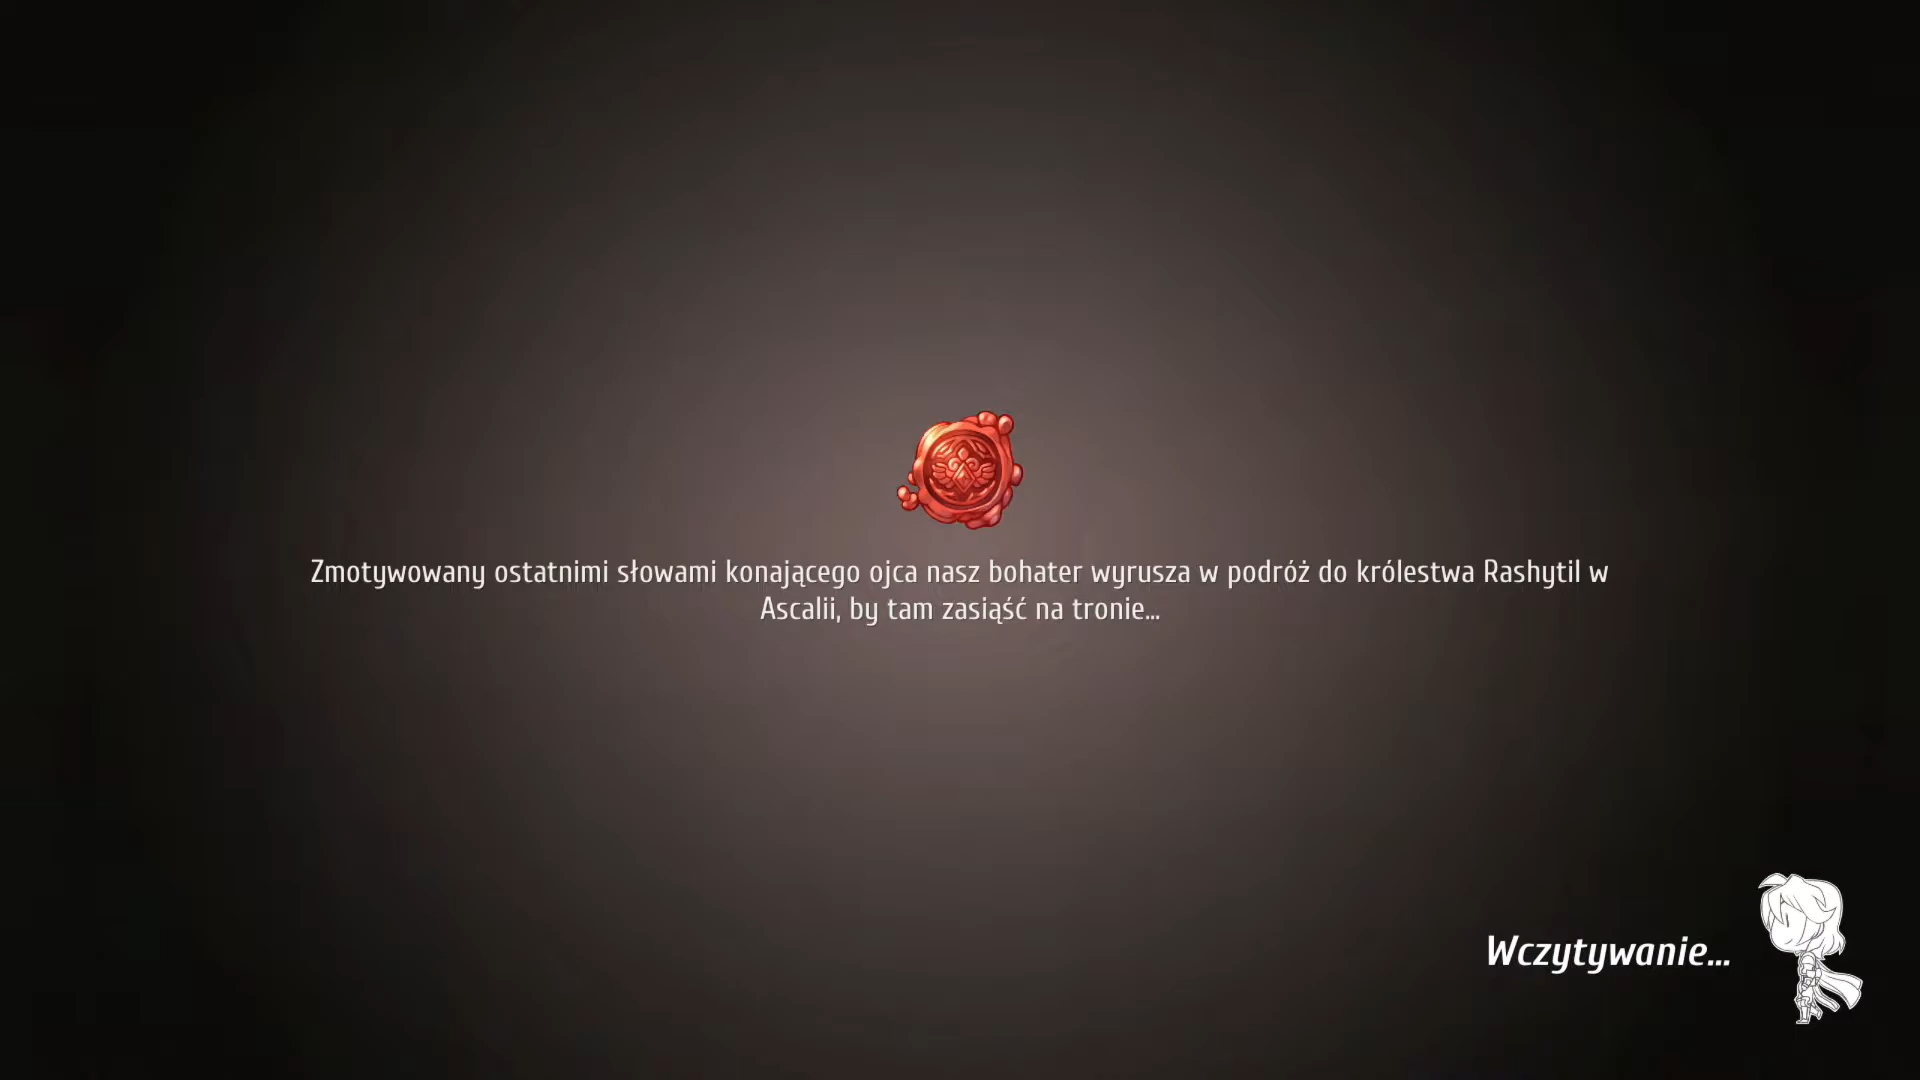 Zmotywowany ostatnimi słowami konającego ojca nasz bohater wyrusza w podróż do królestwa Rashytil w
Ascalii, by tam zasiąść na tronie...
Wczytywanie...